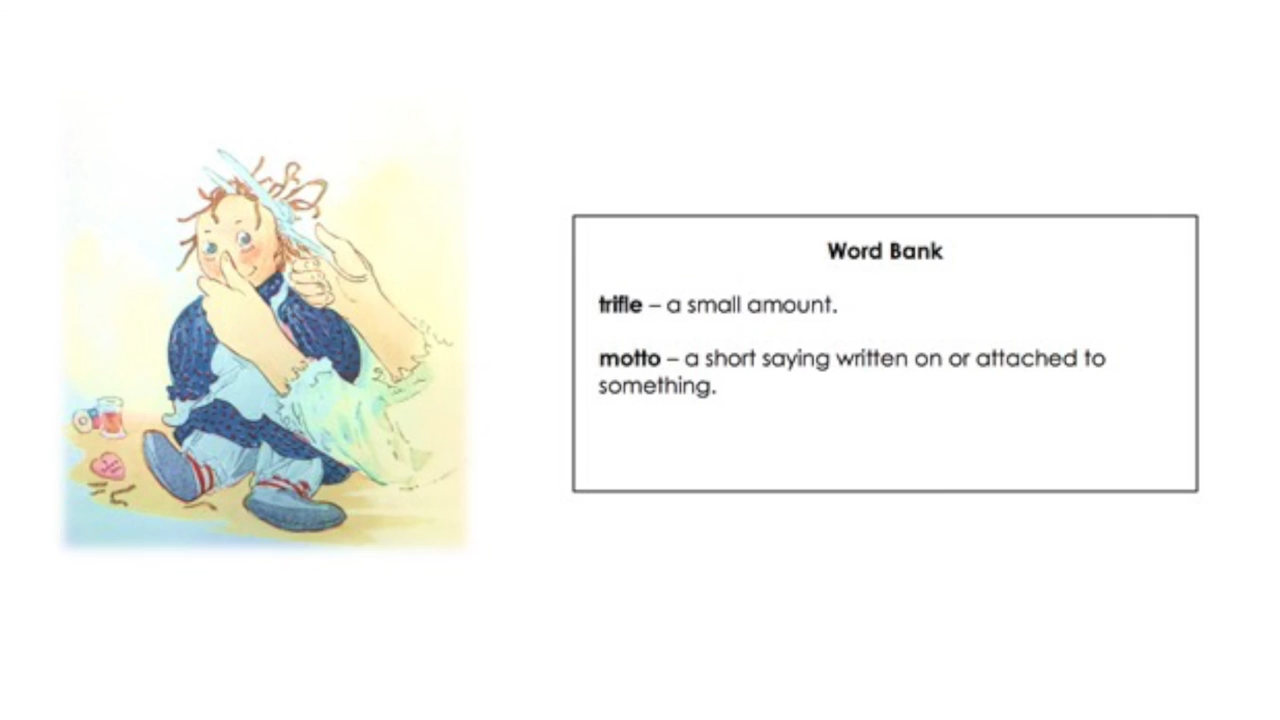 Word Bank
trifle – a small amount.
motto – a short saying written on or attached to
something.